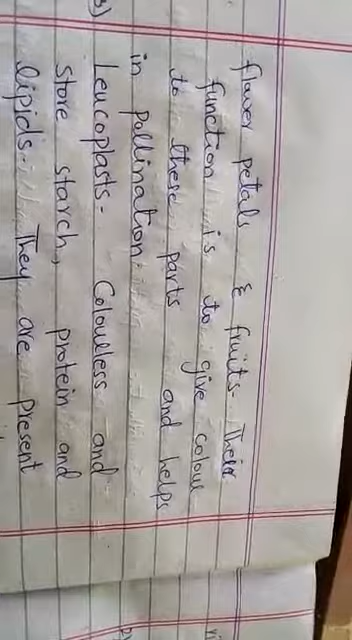 flower petals & fruits. Their
function is to give colour
to these parts and helps
in pollination.
3) Leucoplasts - Colourless and
store starch, protein and
lipids. They are present